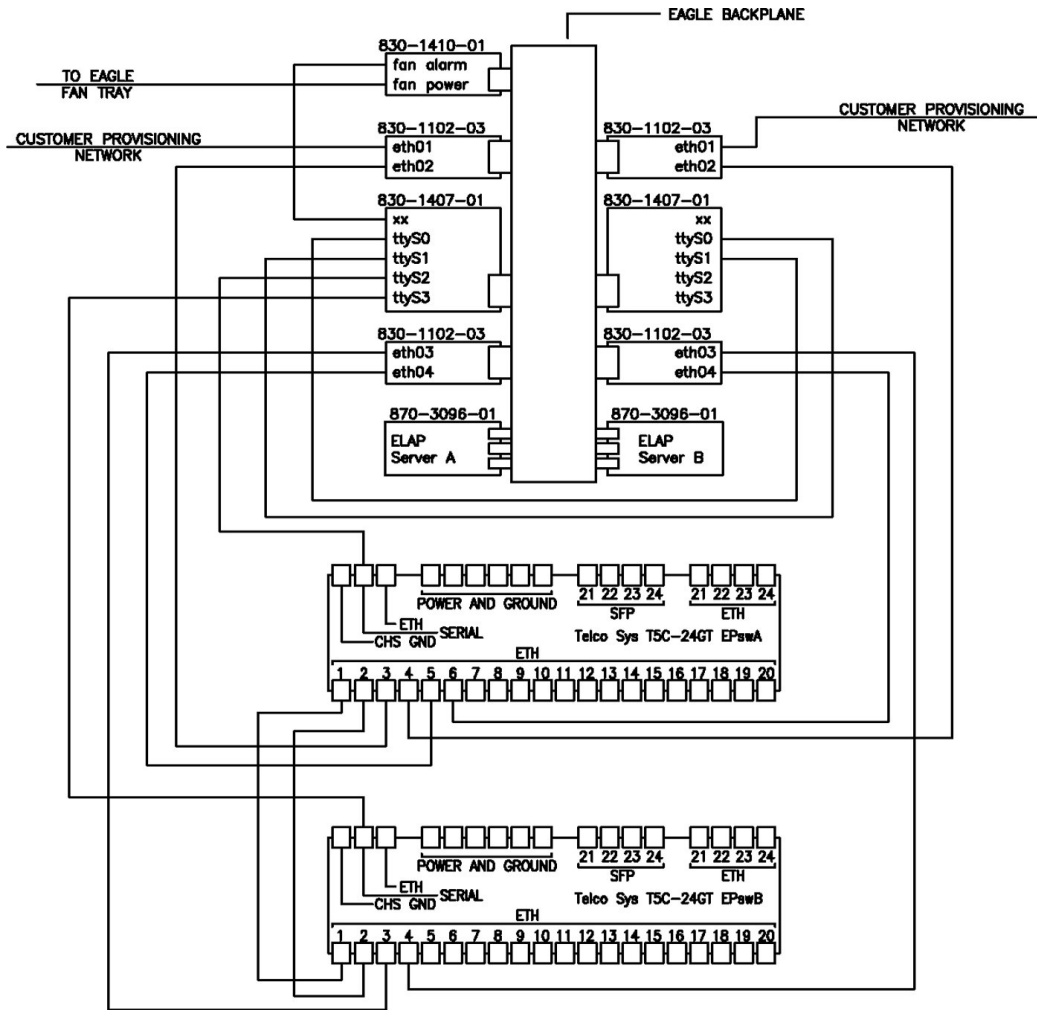 EAGLE BACKPLANE
830-1410-01
fan alarm
fan power
TO EAGLE
FAN TRAY
CUSTOMER PROVISIONING
NETWORK
830-1102-03
eth01
eth02
830-1102-03
eth01
eth02
CUSTOMER PROVISIONING
NETWORK
830-1407-01
xx
ttyS0
ttyS1
ttyS2
ttyS3
830-1407-01
xx
ttyS0
ttyS1
ttyS2
ttyS3
830-1102-03
eth03
eth04
830-1102-03
eth03
eth04
870-3096-01
ELAP
Server A
870-3096-01
ELAP
Server B
21 22 23 24
21 22 23 24
POWER AND GROUND
SFP
ETH
ETH
SERIAL
CHS GND
Telco Sys T5C-24GT EPswA
ETH
1 2 3 4 5 6 7 8 9 10 11 12 13 14 15 16 17 18 19 20
21 22 23 24
21 22 23 24
POWER AND GROUND
SFP
ETH
ETH
SERIAL
CHS GND
Telco Sys T5C-24GT EPswB
ETH
1 2 3 4 5 6 7 8 9 10 11 12 13 14 15 16 17 18 19 20